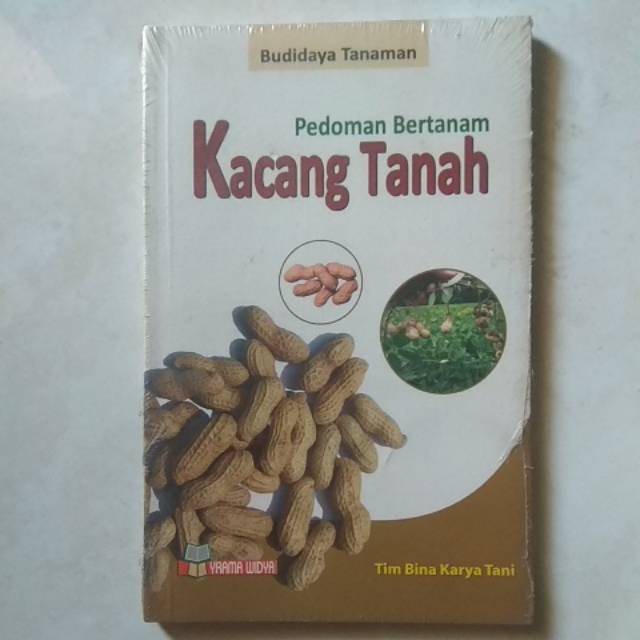 Budidaya Tanaman
Pedoman Bertanam
Kacang Tanah
YRAMA WIDYA
Tim Bina Karya Tani